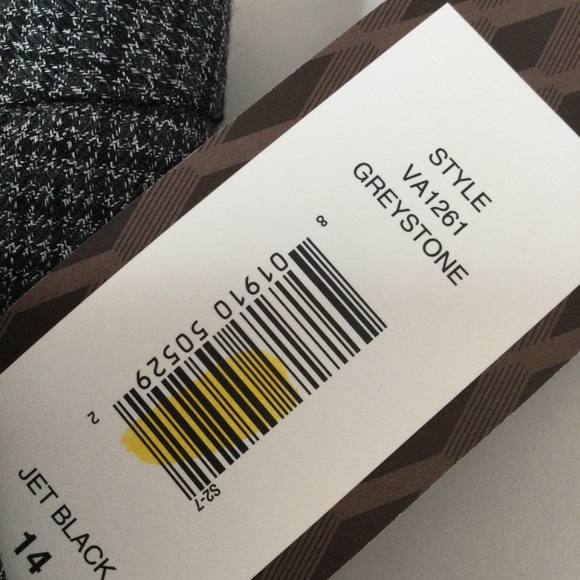 STYLE
VA1261
GREYSTONE
8 01910 50529 2
S2-7
JET BLACK
14